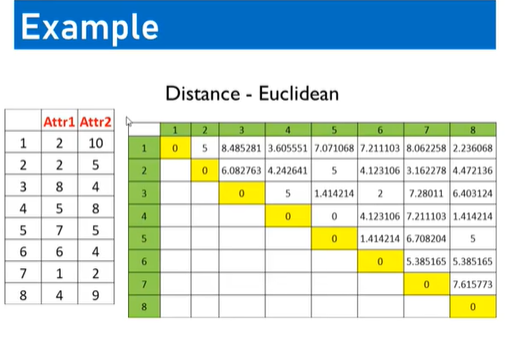 Example
Distance - Euclidean
Attr1 Attr2
1 2 10
2 2 5
3 8 4
4 5 8
5 7 5
6 6 4
7 1 2
8 4 9
1 2 3 4 5 6 7 8
1 0 5 8.485281 3.605551 7.071068 7.211103 8.062258 2.236068
2 0 6.082763 4.242641 5 4.123106 3.162278 4.472136
3 0 5 1.414214 2 7.28011 6.403124
4 0 0 4.123106 7.211103 1.414214
5 0 1.414214 6.708204 5
6 0 5.385165 5.385165
7 0 7.615773
8 0